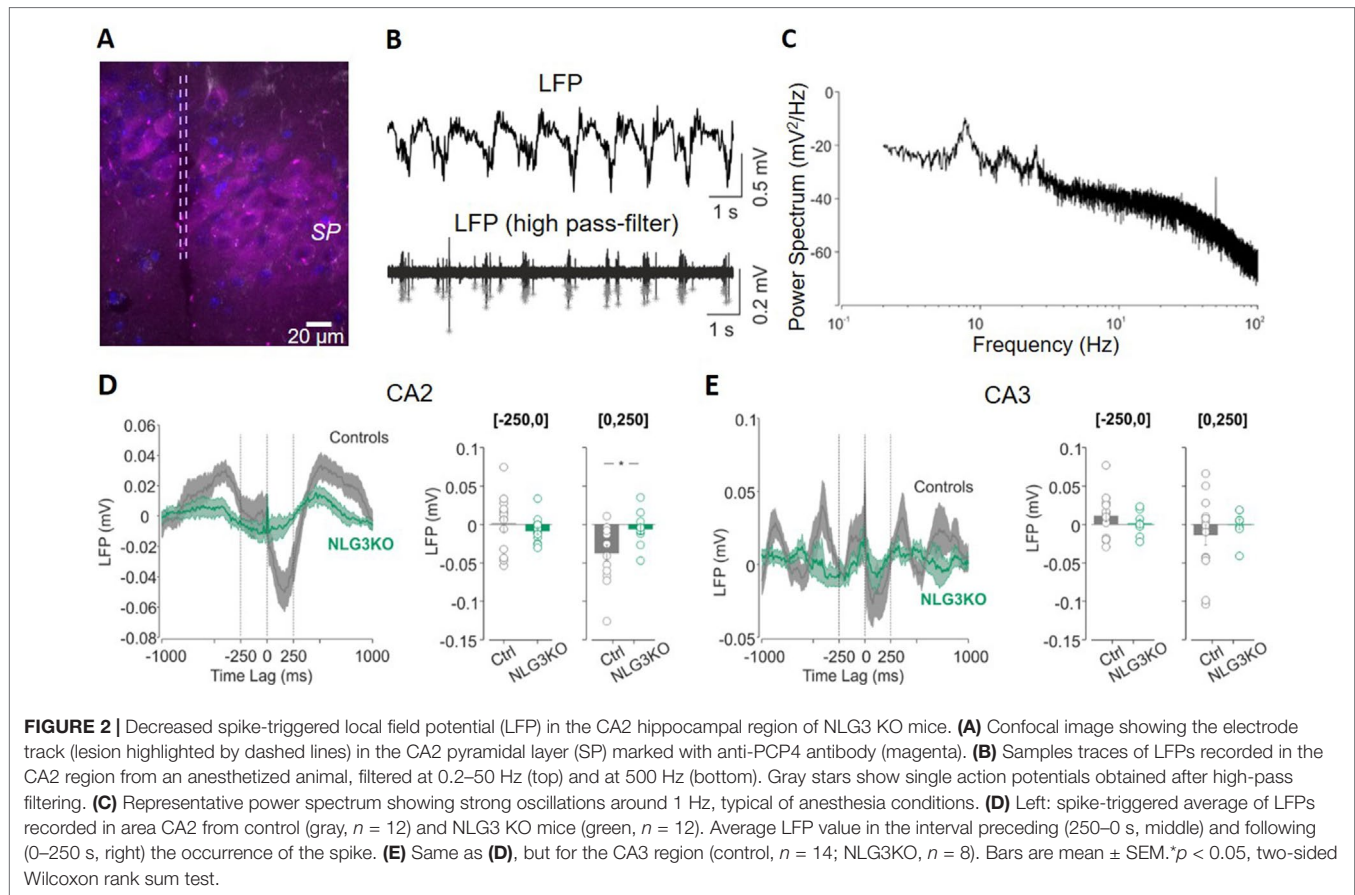 A
SP
20 µm
B
LFP
0.5 mV
1 s
LFP (high pass-filter)
0.2 mV
1 s
C
Power Spectrum (mV²/Hz)
0
-20
-40
-60
10⁻¹
10⁰
10¹
10²
Frequency (Hz)
D
CA2
LFP (mV)
0.06
0.04
0.02
0
-0.02
-0.04
-0.06
-0.08
Controls
NLG3KO
-1000
-250
0
250
1000
Time Lag (ms)
[-250,0]
[0,250]
LFP (mV)
0.1
0.05
0
-0.05
-0.1
-0.15
*
Ctrl
NLG3KO
Ctrl
NLG3KO
E
CA3
LFP (mV)
0.1
0.05
0
-0.05
Controls
NLG3KO
-1000
-250
0
250
1000
Time Lag (ms)
[-250,0]
[0,250]
LFP (mV)
0.1
0.05
0
-0.05
-0.1
-0.15
Ctrl
NLG3KO
Ctrl
NLG3KO
FIGURE 2 | Decreased spike-triggered local field potential (LFP) in the CA2 hippocampal region of NLG3 KO mice. (A) Confocal image showing the electrode
track (lesion highlighted by dashed lines) in the CA2 pyramidal layer (SP) marked with anti-PCP4 antibody (magenta). (B) Samples traces of LFPs recorded in the
CA2 region from an anesthetized animal, filtered at 0.2–50 Hz (top) and at 500 Hz (bottom). Gray stars show single action potentials obtained after high-pass
filtering. (C) Representative power spectrum showing strong oscillations around 1 Hz, typical of anesthesia conditions. (D) Left: spike-triggered average of LFPs
recorded in area CA2 from control (gray, n = 12) and NLG3 KO mice (green, n = 12). Average LFP value in the interval preceding (250–0 s, middle) and following
(0–250 s, right) the occurrence of the spike. (E) Same as (D), but for the CA3 region (control, n = 14; NLG3KO, n = 8). Bars are mean ± SEM.*p < 0.05, two-sided
Wilcoxon rank sum test.